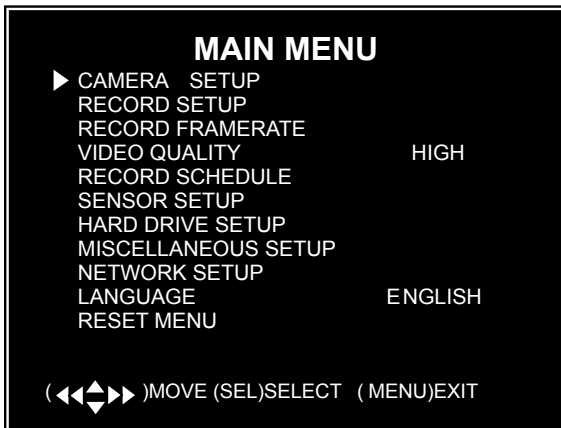 MAIN MENU
CAMERA SETUP
RECORD SETUP
RECORD FRAMERATE
VIDEO QUALITY HIGH
RECORD SCHEDULE
SENSOR SETUP
HARD DRIVE SETUP
MISCELLANEOUS SETUP
NETWORK SETUP
LANGUAGE ENGLISH
RESET MENU
( )MOVE (SEL)SELECT ( MENU)EXIT